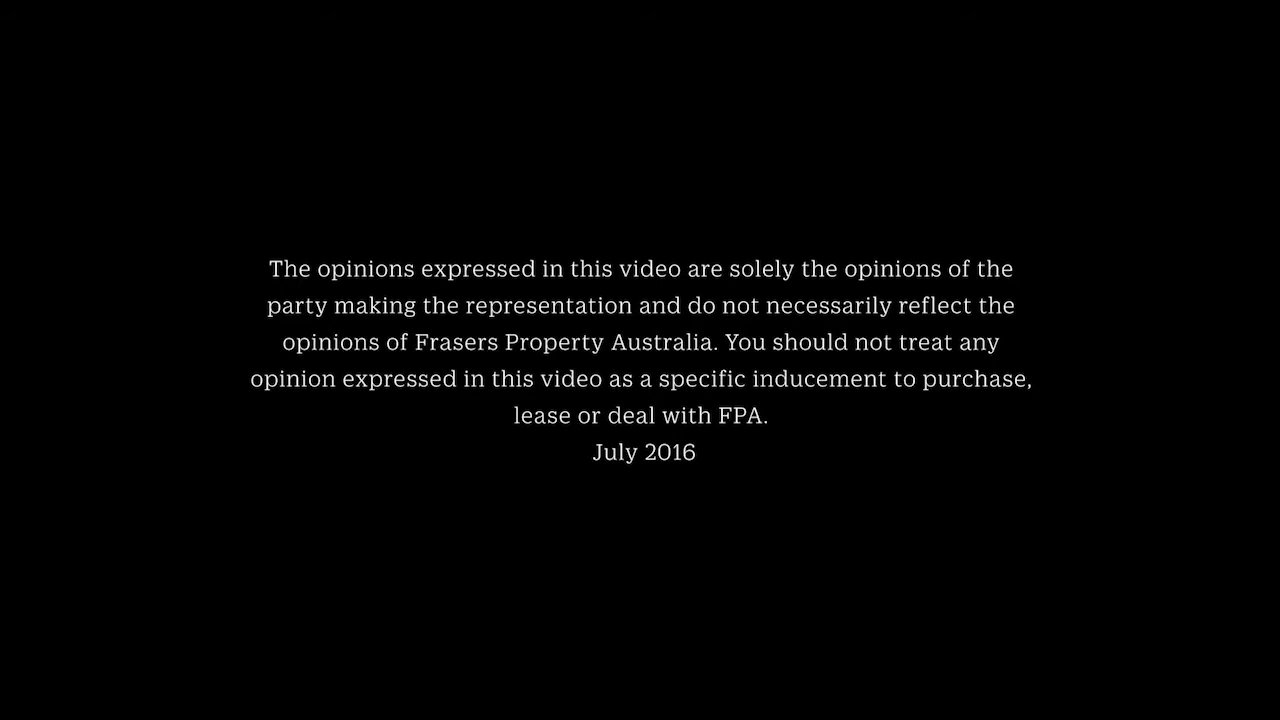 The opinions expressed in this video are solely the opinions of the
party making the representation and do not necessarily reflect the
opinions of Frasers Property Australia. You should not treat any
opinion expressed in this video as a specific inducement to purchase,
lease or deal with FPA.
July 2016